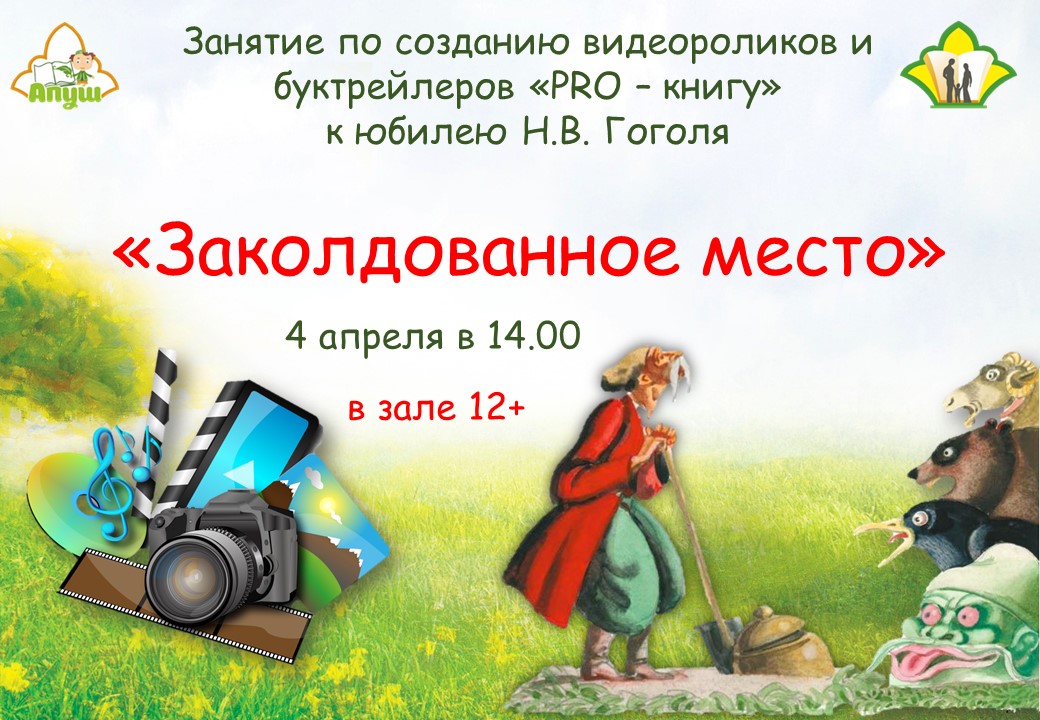 Апуш
Занятие по созданию видеороликов и
буктрейлеров «PRO – книгу»
к юбилею Н.В. Гоголя
«Заколдованное место»
4 апреля в 14.00
в зале 12+